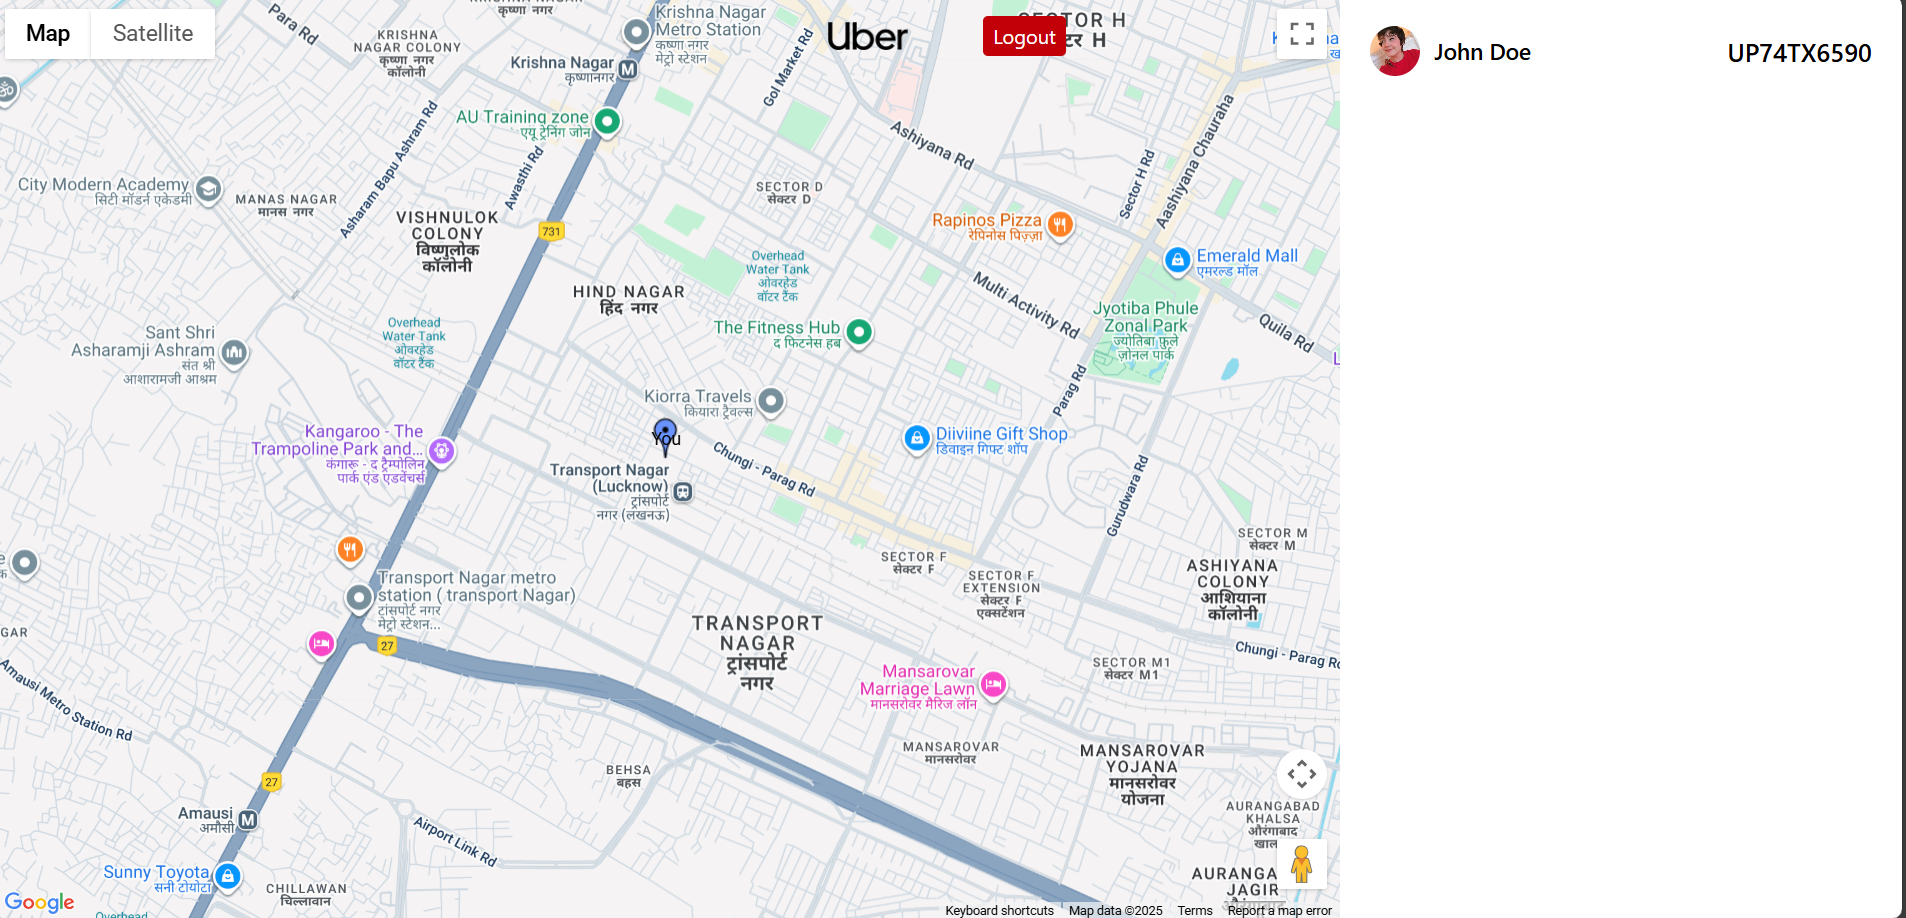 Map
Satellite
Uber
Logout
John Doe
UP74TX6590
Para Rd
KRISHNA
NAGAR COLONY
कृष्णा नगर
कॉलोनी
कृष्णा नगर
Krishna Nagar
Metro Station
कृष्णा नगर
मेट्रो स्टेशन
Krishna Nagar
कृष्णानगर
Gol Market Rd
SECTOR H
AU Training zone
एयू ट्रेनिंग जोन
Ashiyana Rd
Aashiyana Chauraha
Sector H Rd
Asharam Bapu Ashram Rd
Awasthi Rd
City Modern Academy
सिटी मॉडर्न एकेडमी
MANAS NAGAR
मानस नगर
VISHNULOK
COLONY
विष्णुलोक
कॉलोनी
731
SECTOR D
सेक्टर D
Rapinos Pizza
रेपिनोस पिज़्ज़ा
Emerald Mall
एमरल्ड मॉल
Overhead
Water Tank
ओवरहेड
वॉटर टैंक
HIND NAGAR
हिंद नगर
Multi Activity Rd
Jyotiba Phule
Zonal Park
ज्योतिबा फुले
ज़ोनल पार्क
Quila Rd
The Fitness Hub
द फिटनेस हब
Overhead
Water Tank
ओवरहेड
वॉटर टैंक
Sant Shri
Asharamji Ashram
संत श्री
आशारामजी आश्रम
Parag Rd
Kiorra Travels
कियारा ट्रैवल्स
You
Diiviine Gift Shop
डिवाइन गिफ्ट शॉप
Kangaroo - The
Trampoline Park and...
कंगारू - द ट्रैम्पोलिन
पार्क एंड एडवेंचर्स
Chungi - Parag Rd
Transport Nagar
(Lucknow)
ट्रांसपोर्ट
नगर (लखनऊ)
Gurudwara Rd
SECTOR M
सेक्टर M
SECTOR F
सेक्टर F
SECTOR F
EXTENSION
सेक्टर F
एक्सटेंशन
ASHIYANA
COLONY
आशियाना
कॉलोनी
Transport Nagar metro
station ( transport Nagar)
टांसपोर्ट नगर
मेट्रो स्टेशन...
27
TRANSPORT
NAGAR
ट्रांसपोर्ट
नगर
Chungi - Parag Rd
SECTOR M1
सेक्टर M1
Mansarovar
Marriage Lawn
मानसरोवर मैरिज लॉन
Amausi Metro Station Rd
MANSAROVAR
मानसरोवर
MANSAROVAR
YOJANA
मानसरोवर
योजना
BEHSA
बहस
27
Amausi
अमौसी
Airport Link Rd
AURANGABAD
KHALSA
औरंगाबाद
Sunny Toyota
सनी टोयोटा
CHILLAWAN
चिल्लावान
JAGIR
Overhead
Google
Keyboard shortcuts
Map data ©2025
Terms
Report a map error